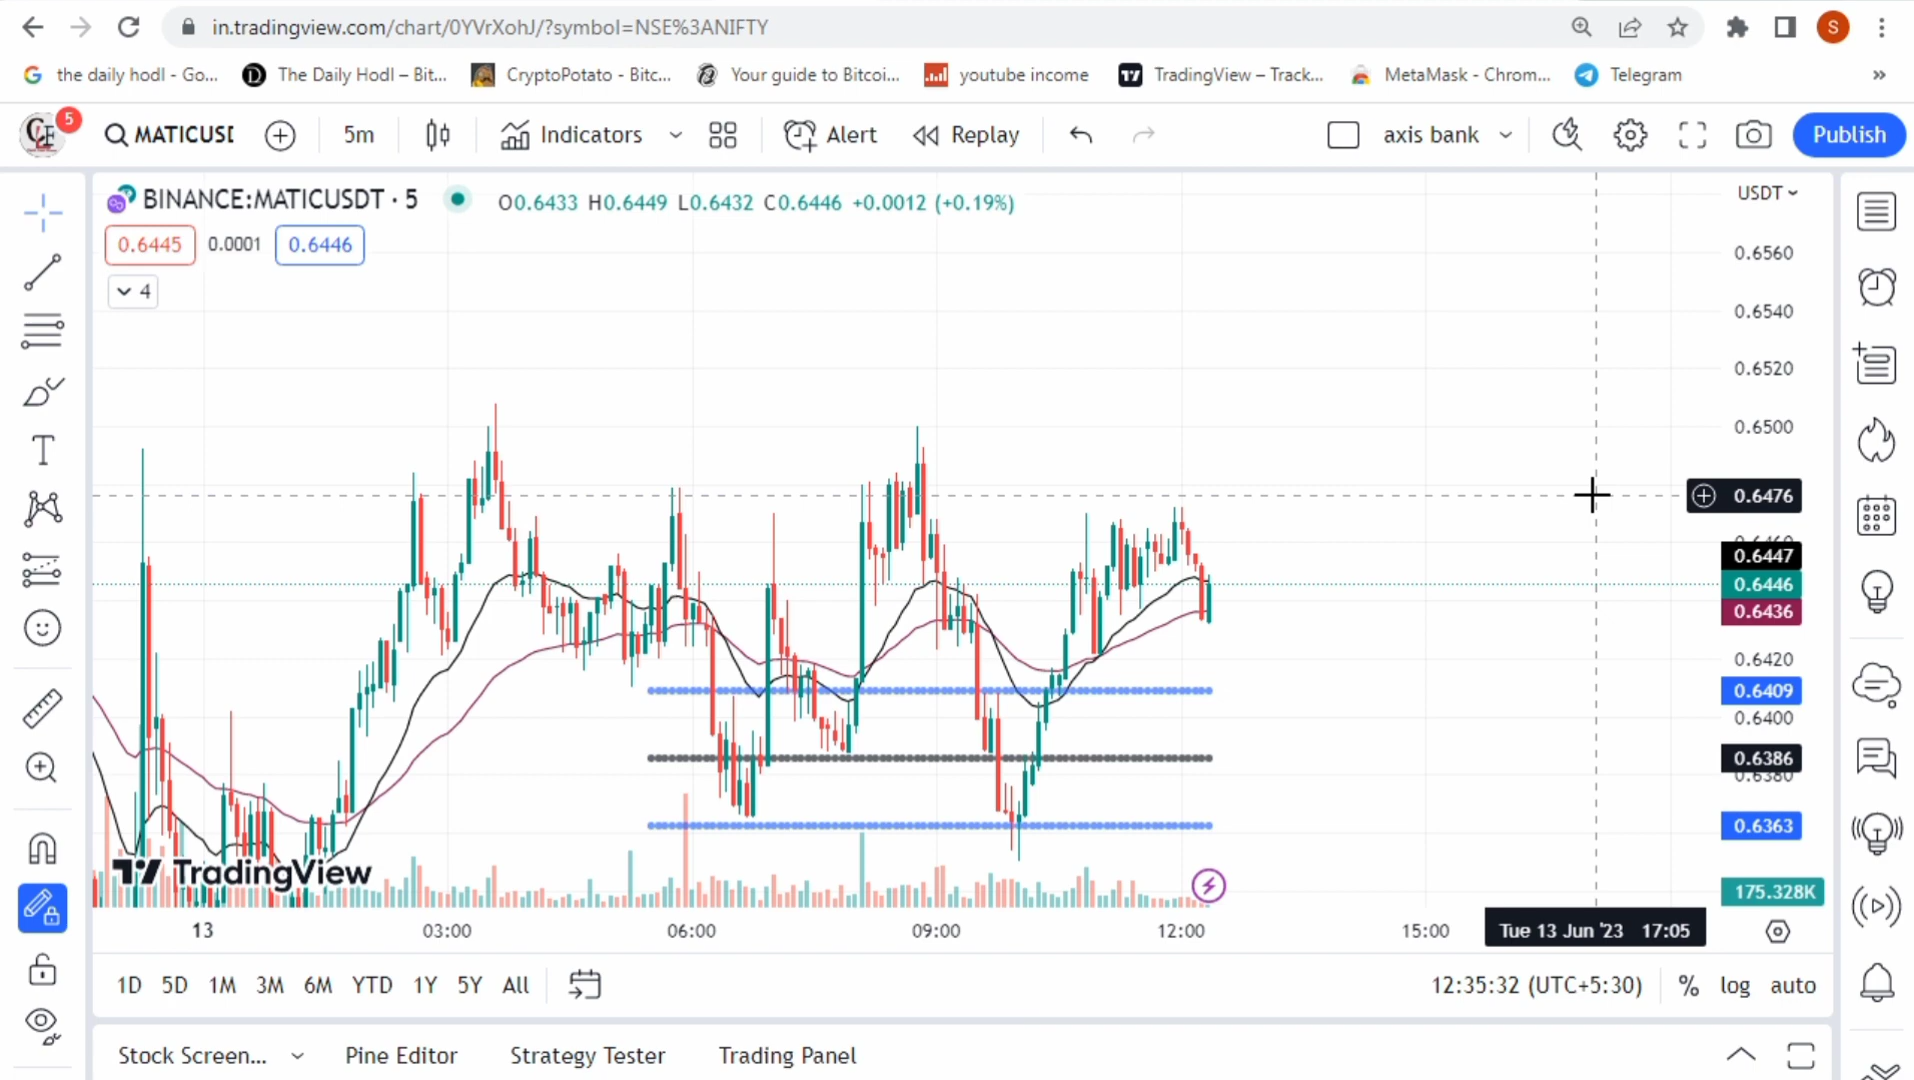 in.tradingview.com/chart/0YVrXohJ/?symbol=NSE%3ANIFTY
S
the daily hodl - Go...
The Daily Hodl – Bit...
CryptoPotato - Bitc...
Your guide to Bitcoi...
youtube income
TradingView – Track...
MetaMask - Chrom...
Telegram
»
5
MATICUSD
5m
Indicators
Alert
Replay
axis bank
Publish
BINANCE:MATICUSDT · 5
O0.6433 H0.6449 L0.6432 C0.6446 +0.0012 (+0.19%)
USDT
0.6445
0.0001
0.6446
4
0.6560
0.6540
0.6520
0.6500
0.6476
0.6460
0.6447
0.6446
0.6436
0.6420
0.6409
0.6400
0.6386
0.6380
0.6363
175.328K
TradingView
13
03:00
06:00
09:00
12:00
15:00
Tue 13 Jun '23 17:05
1D 5D 1M 3M 6M YTD 1Y 5Y All
12:35:32 (UTC+5:30)
% log auto
Stock Screen...
Pine Editor
Strategy Tester
Trading Panel